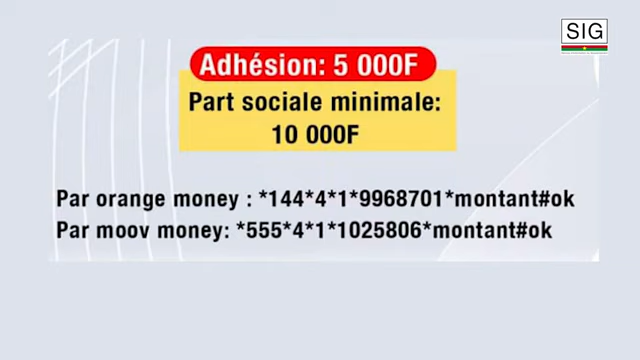 SIG
Adhésion: 5 000F
Part sociale minimale:
10 000F
Par orange money : *144*4*1*9968701*montant#ok
Par moov money: *555*4*1*1025806*montant#ok